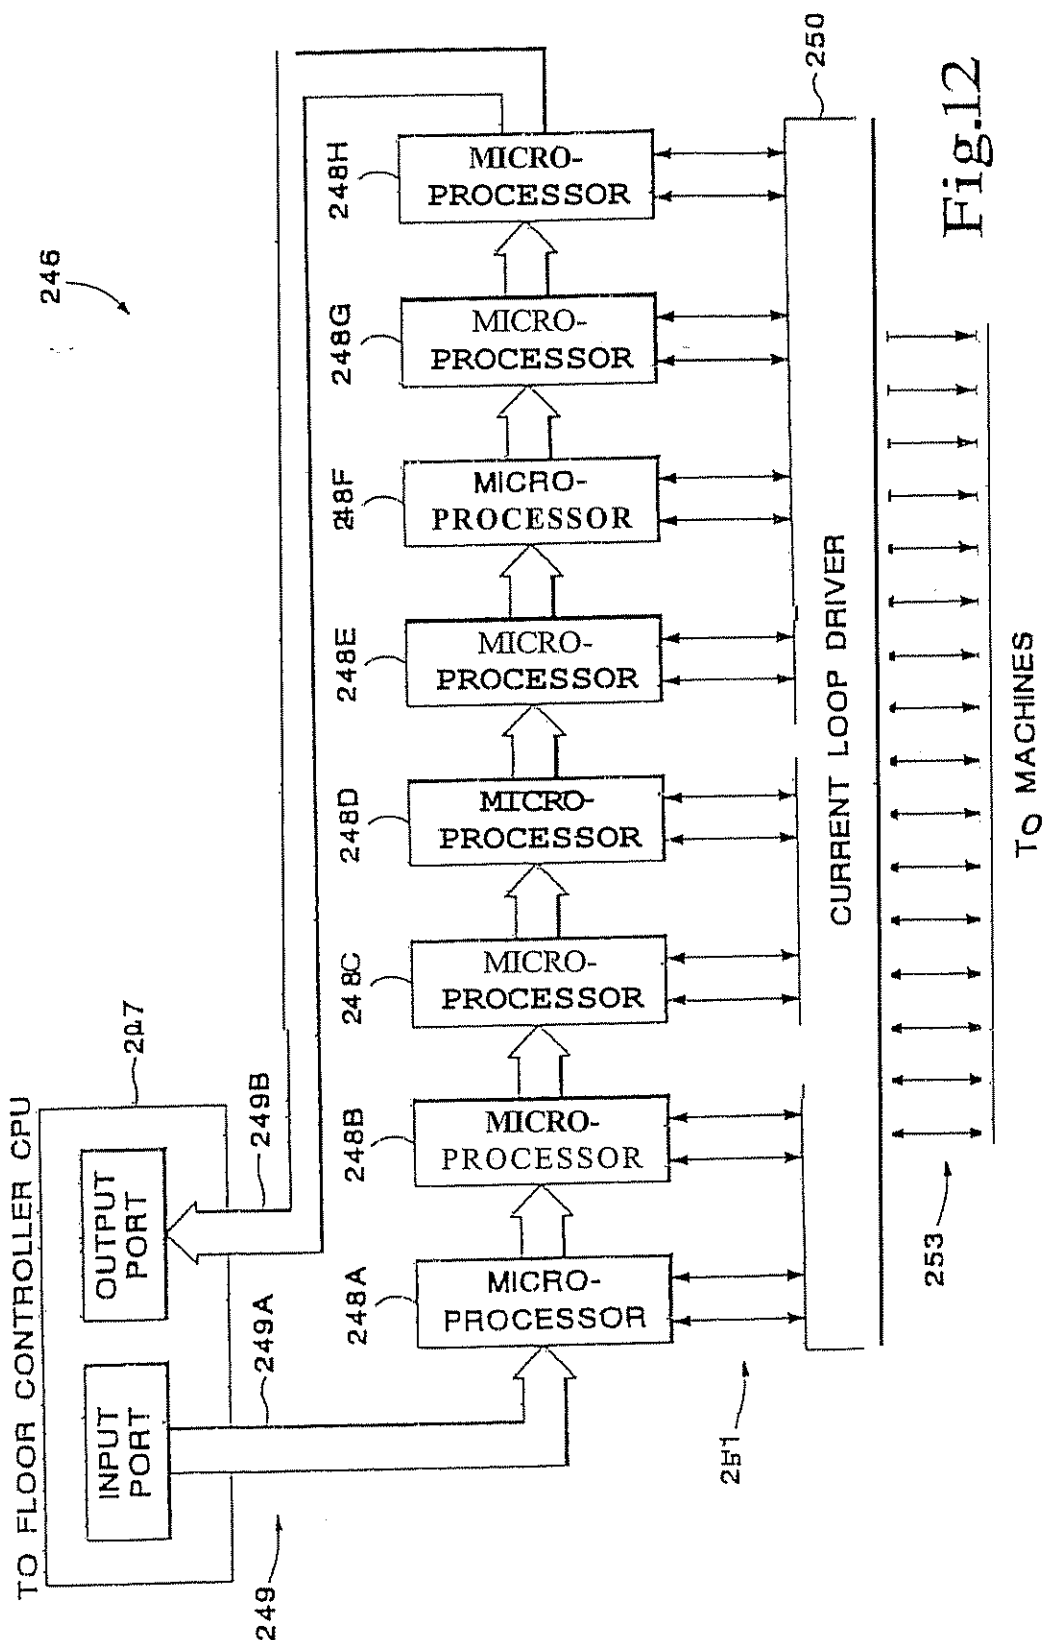 TO FLOOR CONTROLLER CPU
INPUT
PORT
OUTPUT
PORT
246
249
249A
249B
248A
248B
248C
248D
248E
248F
248G
248H
MICRO-
PROCESSOR
MICRO-
PROCESSOR
MICRO-
PROCESSOR
MICRO-
PROCESSOR
MICRO-
PROCESSOR
MICRO-
PROCESSOR
MICRO-
PROCESSOR
MICRO-
PROCESSOR
251
250
CURRENT LOOP DRIVER
253
TO MACHINES
Fig.12